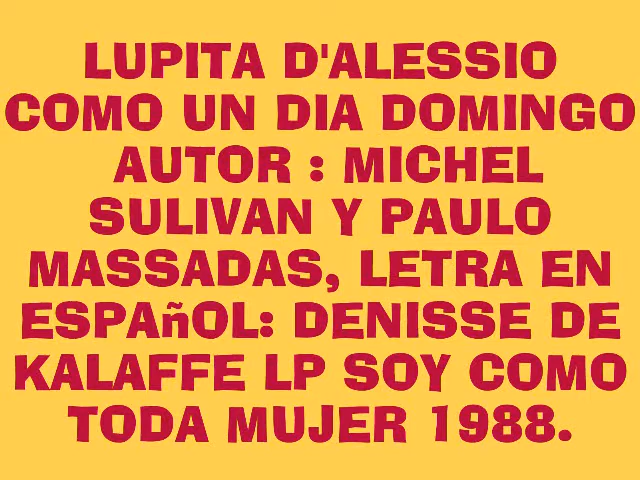 LUPITA D'ALESSIO
COMO UN DIA DOMINGO
AUTOR : MICHEL
SULIVAN Y PAULO
MASSADAS, LETRA EN
ESPAñOL: DENISSE DE
KALAFFE LP SOY COMO
TODA MUJER 1988.